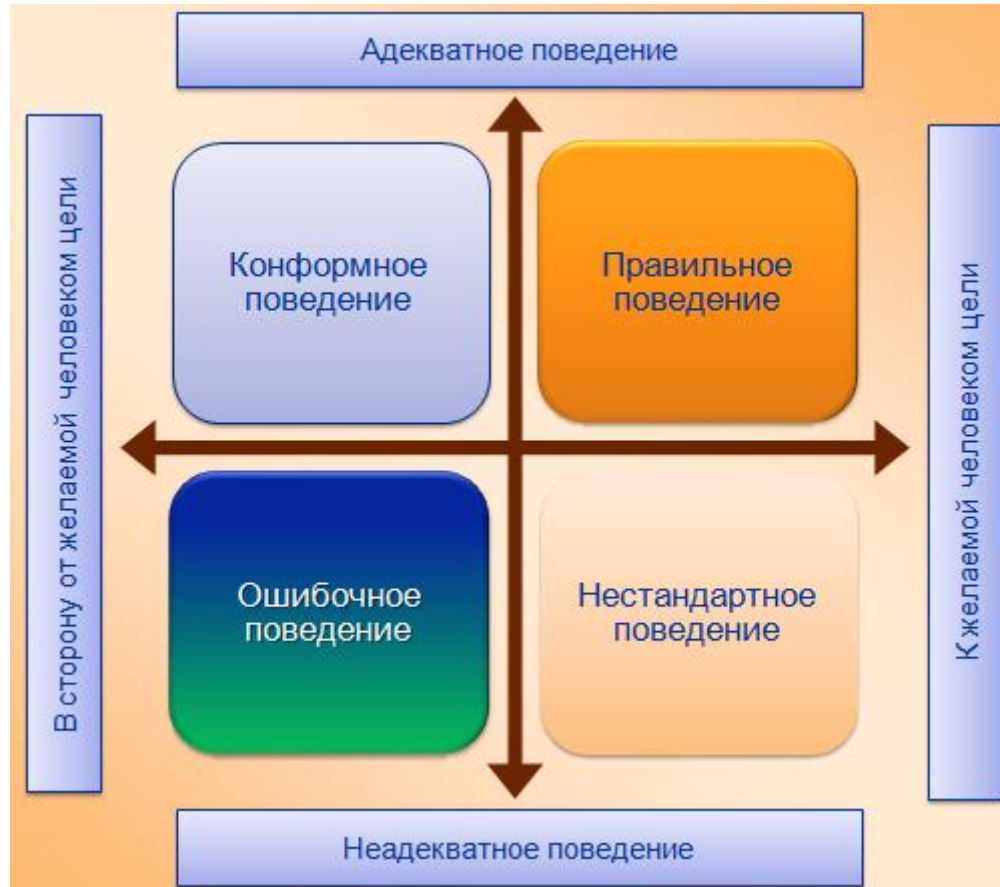 Адекватное поведение
В сторону от желаемой человеком цели
Конформное
поведение
Правильное
поведение
К желаемой человеком цели
Ошибочное
поведение
Нестандартное
поведение
Неадекватное поведение